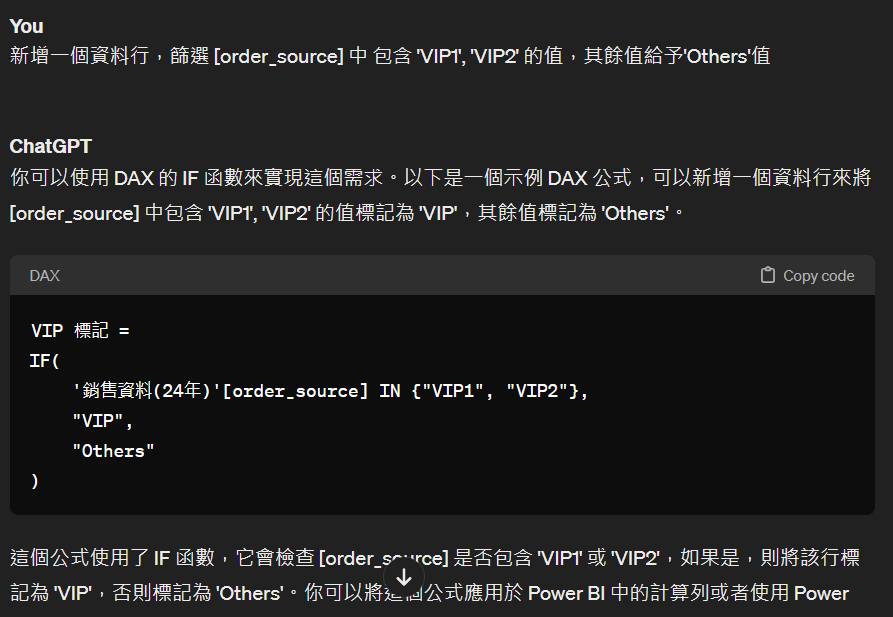 You
新增一個資料行，篩選 [order_source] 中 包含 'VIP1', 'VIP2' 的值，其餘值給予'Others'值
ChatGPT
你可以使用 DAX 的 IF 函數來實現這個需求。以下是一個示例 DAX 公式，可以新增一個資料行來將
[order_source] 中包含 'VIP1', 'VIP2' 的值標記為 'VIP'，其餘值標記為 'Others'。
DAX
Copy code
VIP 標記 =
IF(
'銷售資料(24年)'[order_source] IN {"VIP1", "VIP2"},
"VIP",
"Others"
)
這個公式使用了 IF 函數，它會檢查 [order_source] 是否包含 'VIP1' 或 'VIP2'，如果是，則將該行標
記為 'VIP'，否則標記為 'Others'。你可以將這個公式應用於 Power BI 中的計算列或者使用 Power